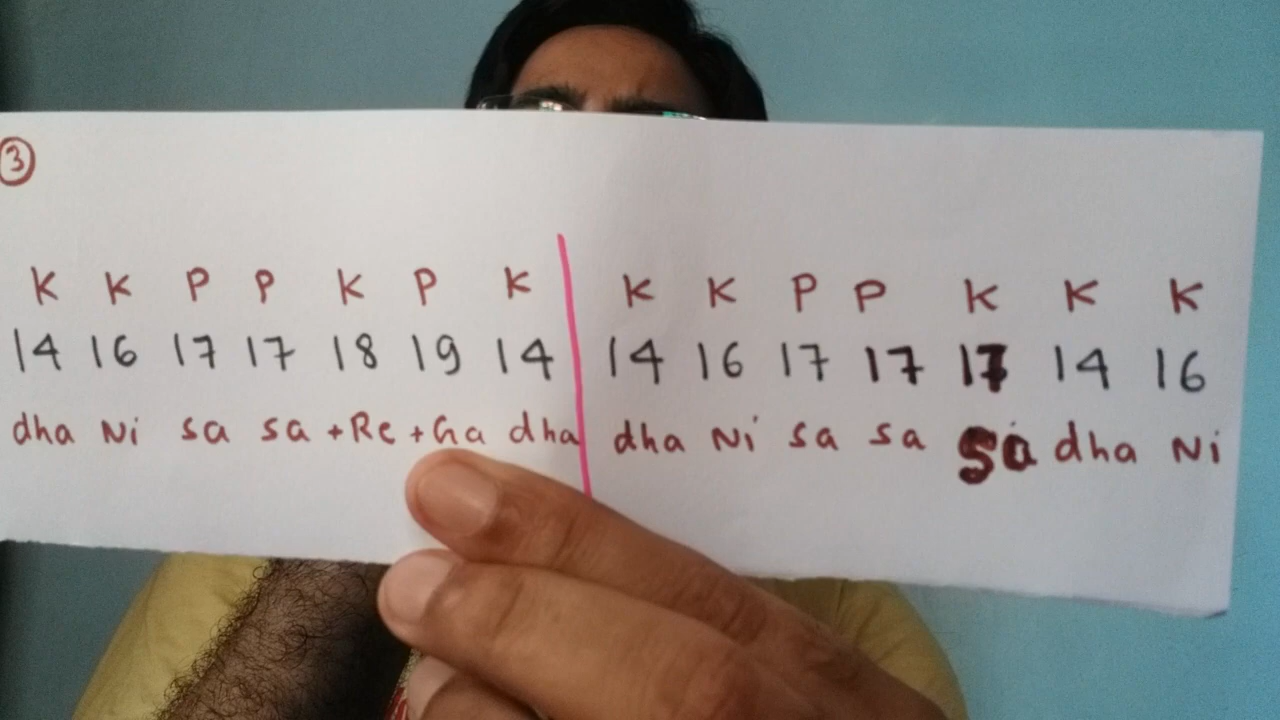 3
K K P P K P K K K P P K K K
14 16 17 17 18 19 14 14 16 17 17 17 14 16
dha Ni sa sa +Re +Ga dha dha Ni sa sa Sa dha Ni